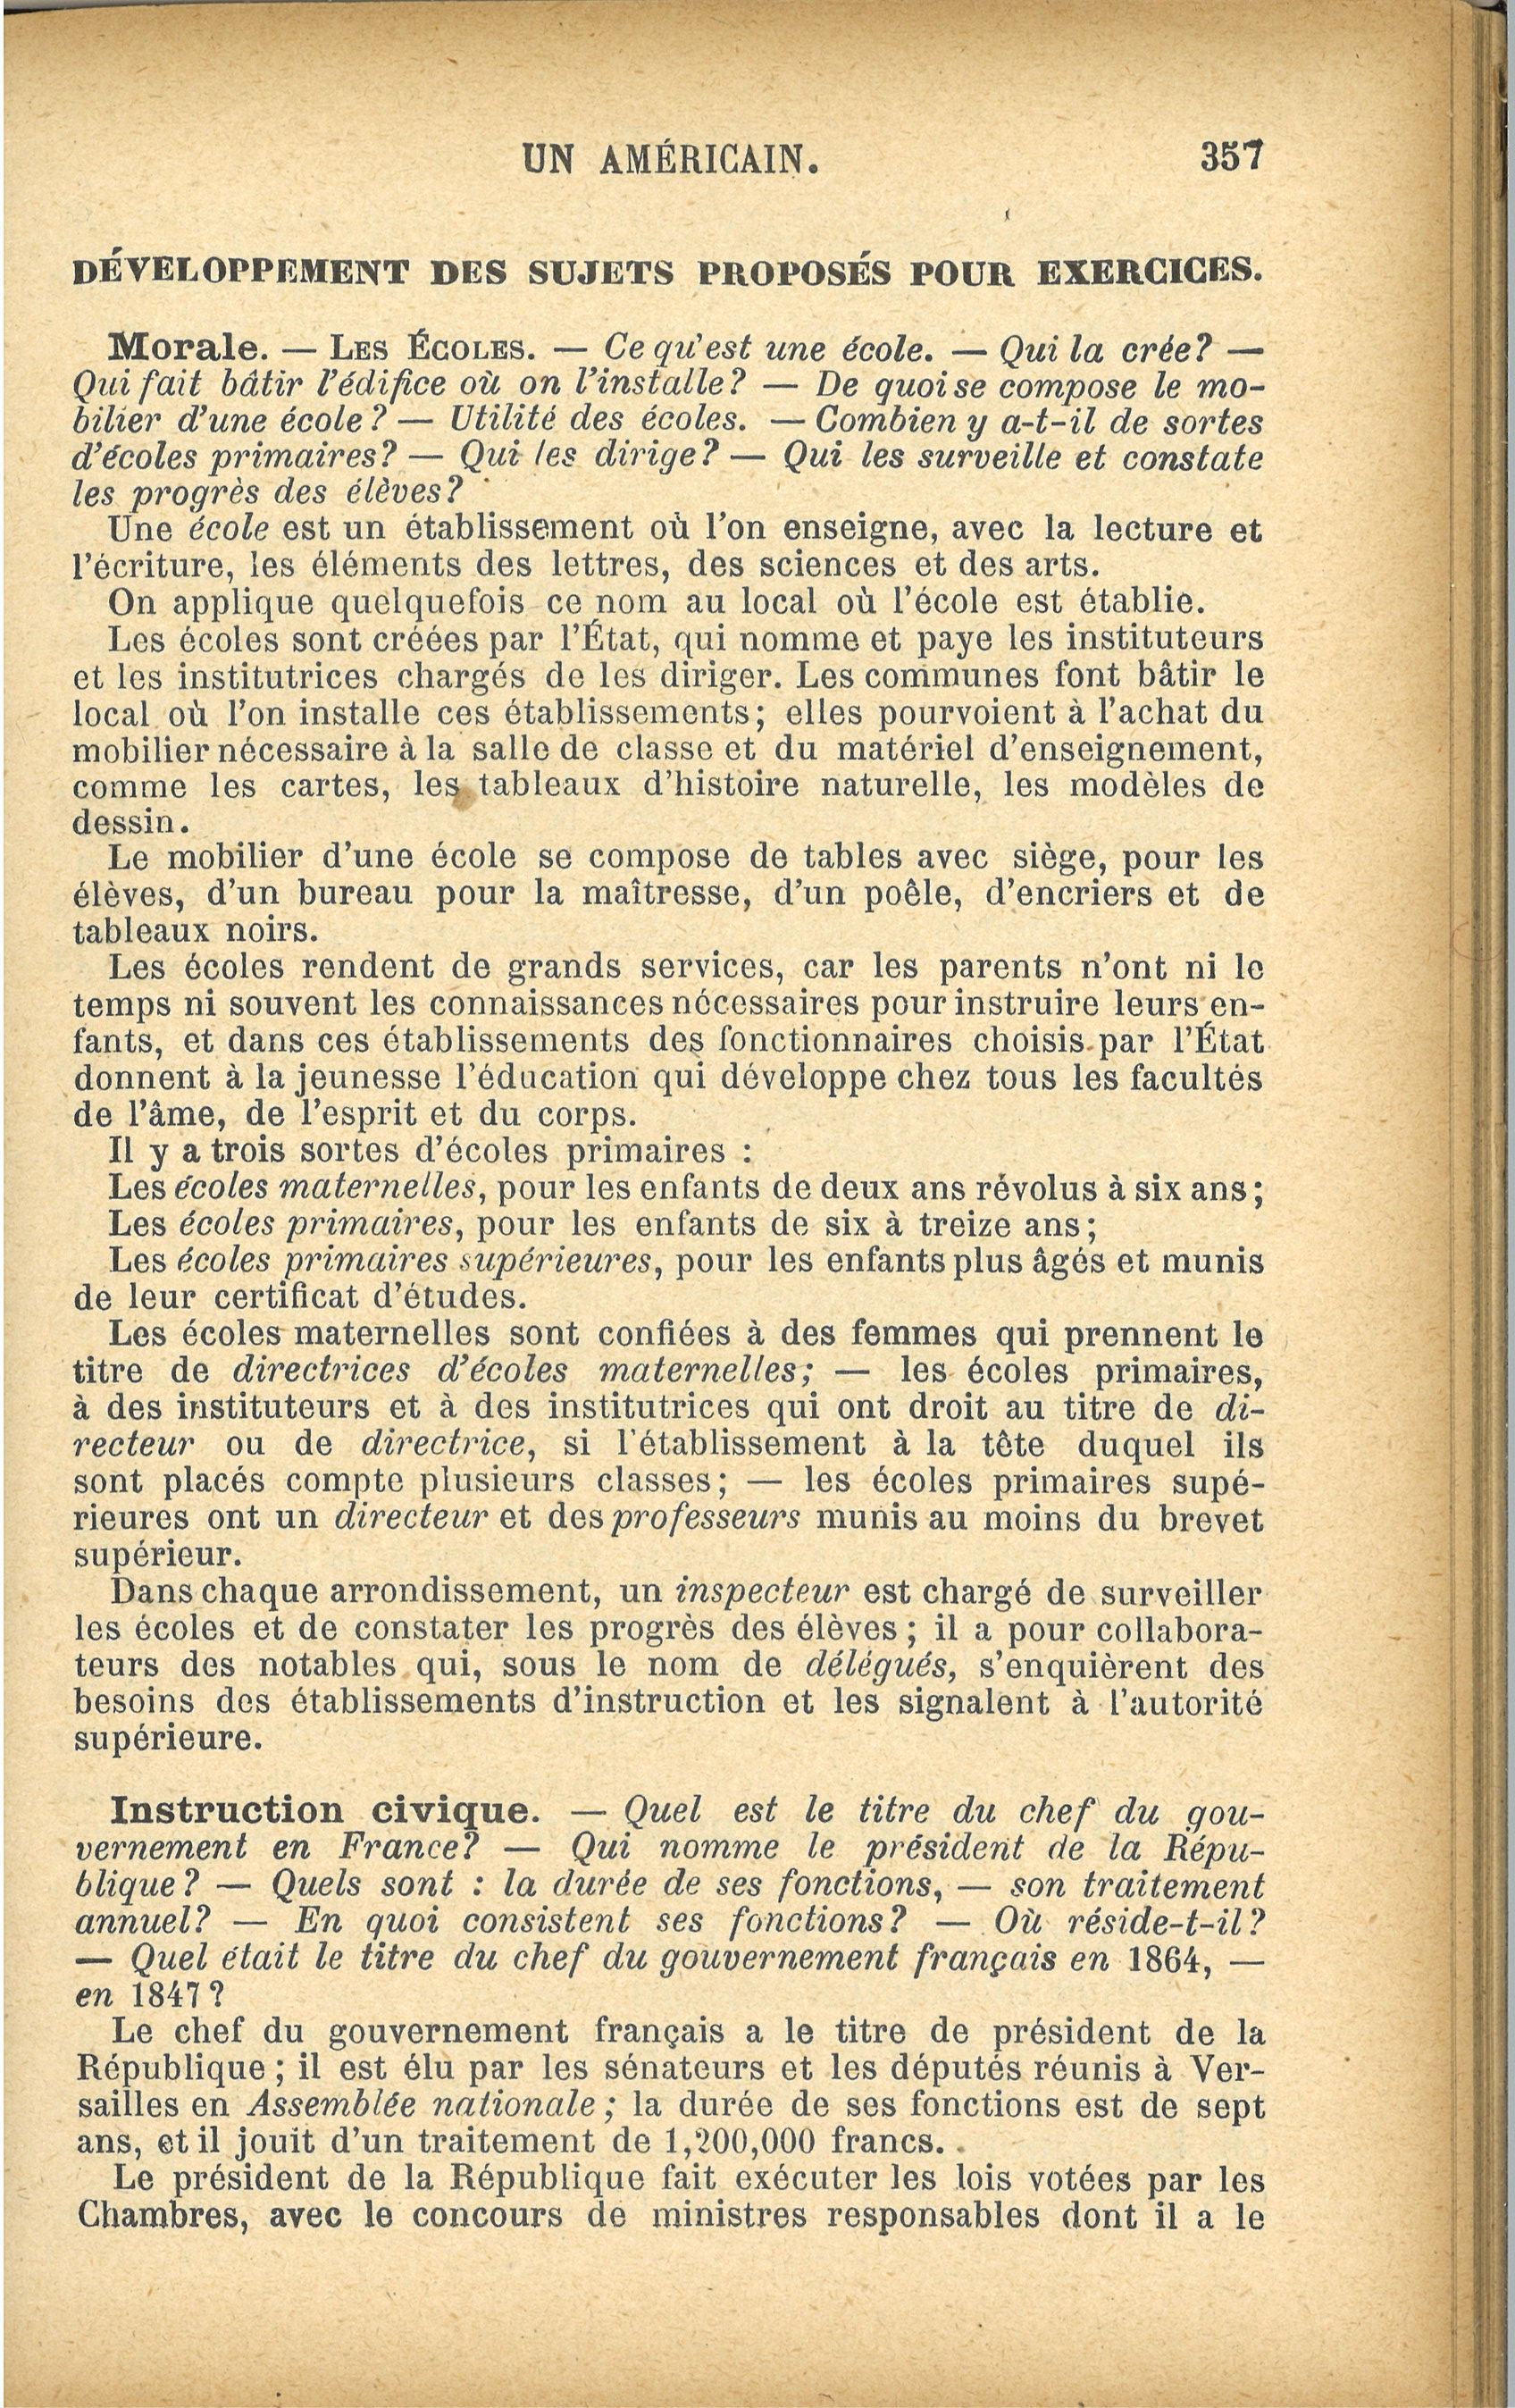 UN AMÉRICAIN. 357
DÉVELOPPEMENT DES SUJETS PROPOSÉS POUR EXERCICES.
Morale. — LES ÉCOLES. — Ce qu'est une école. — Qui la crée? —
Qui fait bâtir l'édifice où on l'installe? — De quoi se compose le mo-
bilier d'une école? — Utilité des écoles. — Combien y a-t-il de sortes
d'écoles primaires? — Qui les dirige? — Qui les surveille et constate
les progrès des élèves?
Une école est un établissement où l'on enseigne, avec la lecture et
l'écriture, les éléments des lettres, des sciences et des arts.
On applique quelquefois ce nom au local où l'école est établie.
Les écoles sont créées par l'État, qui nomme et paye les instituteurs
et les institutrices chargés de les diriger. Les communes font bâtir le
local où l'on installe ces établissements; elles pourvoient à l'achat du
mobilier nécessaire à la salle de classe et du matériel d'enseignement,
comme les cartes, les tableaux d'histoire naturelle, les modèles de
dessin.
Le mobilier d'une école se compose de tables avec siège, pour les
élèves, d'un bureau pour la maîtresse, d'un poêle, d'encriers et de
tableaux noirs.
Les écoles rendent de grands services, car les parents n'ont ni le
temps ni souvent les connaissances nécessaires pour instruire leurs en-
fants, et dans ces établissements des fonctionnaires choisis par l'État
donnent à la jeunesse l'éducation qui développe chez tous les facultés
de l'âme, de l'esprit et du corps.
Il y a trois sortes d'écoles primaires :
Les écoles maternelles, pour les enfants de deux ans révolus à six ans;
Les écoles primaires, pour les enfants de six à treize ans;
Les écoles primaires supérieures, pour les enfants plus âgés et munis
de leur certificat d'études.
Les écoles maternelles sont confiées à des femmes qui prennent le
titre de directrices d'écoles maternelles; — les écoles primaires,
à des instituteurs et à des institutrices qui ont droit au titre de di-
recteur ou de directrice, si l'établissement à la tête duquel ils
sont placés compte plusieurs classes; — les écoles primaires supé-
rieures ont un directeur et des professeurs munis au moins du brevet
supérieur.
Dans chaque arrondissement, un inspecteur est chargé de surveiller
les écoles et de constater les progrès des élèves; il a pour collabora-
teurs des notables qui, sous le nom de délégués, s'enquièrent des
besoins des établissements d'instruction et les signalent à l'autorité
supérieure.
Instruction civique. — Quel est le titre du chef du gou-
vernement en France? — Qui nomme le président de la Répu-
blique? — Quels sont : la durée de ses fonctions, — son traitement
annuel? — En quoi consistent ses fonctions? — Où réside-t-il?
— Quel était le titre du chef du gouvernement français en 1864, —
en 1847?
Le chef du gouvernement français a le titre de président de la
République; il est élu par les sénateurs et les députés réunis à Ver-
sailles en Assemblée nationale; la durée de ses fonctions est de sept
ans, et il jouit d'un traitement de 1,200,000 francs.
Le président de la République fait exécuter les lois votées par les
Chambres, avec le concours de ministres responsables dont il a le